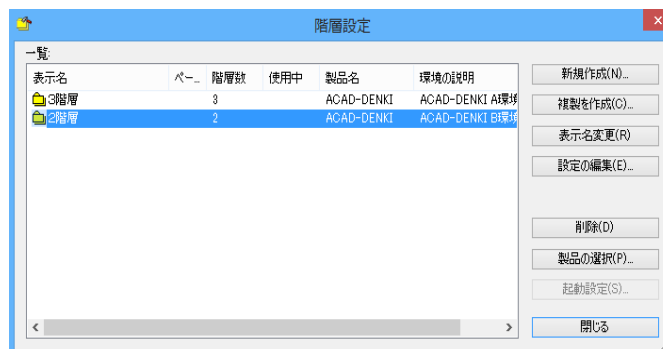 階層設定
一覧:
表示名 ペー... 階層数 使用中 製品名 環境の説明
3階層 3 ACAD-DENKI ACAD-DENKI A環境
2階層 2 ACAD-DENKI ACAD-DENKI B環境
新規作成(N)...
複製を作成(C)...
表示名変更(R)
設定の編集(E)...
削除(D)
製品の選択(P)...
起動設定(S)...
閉じる